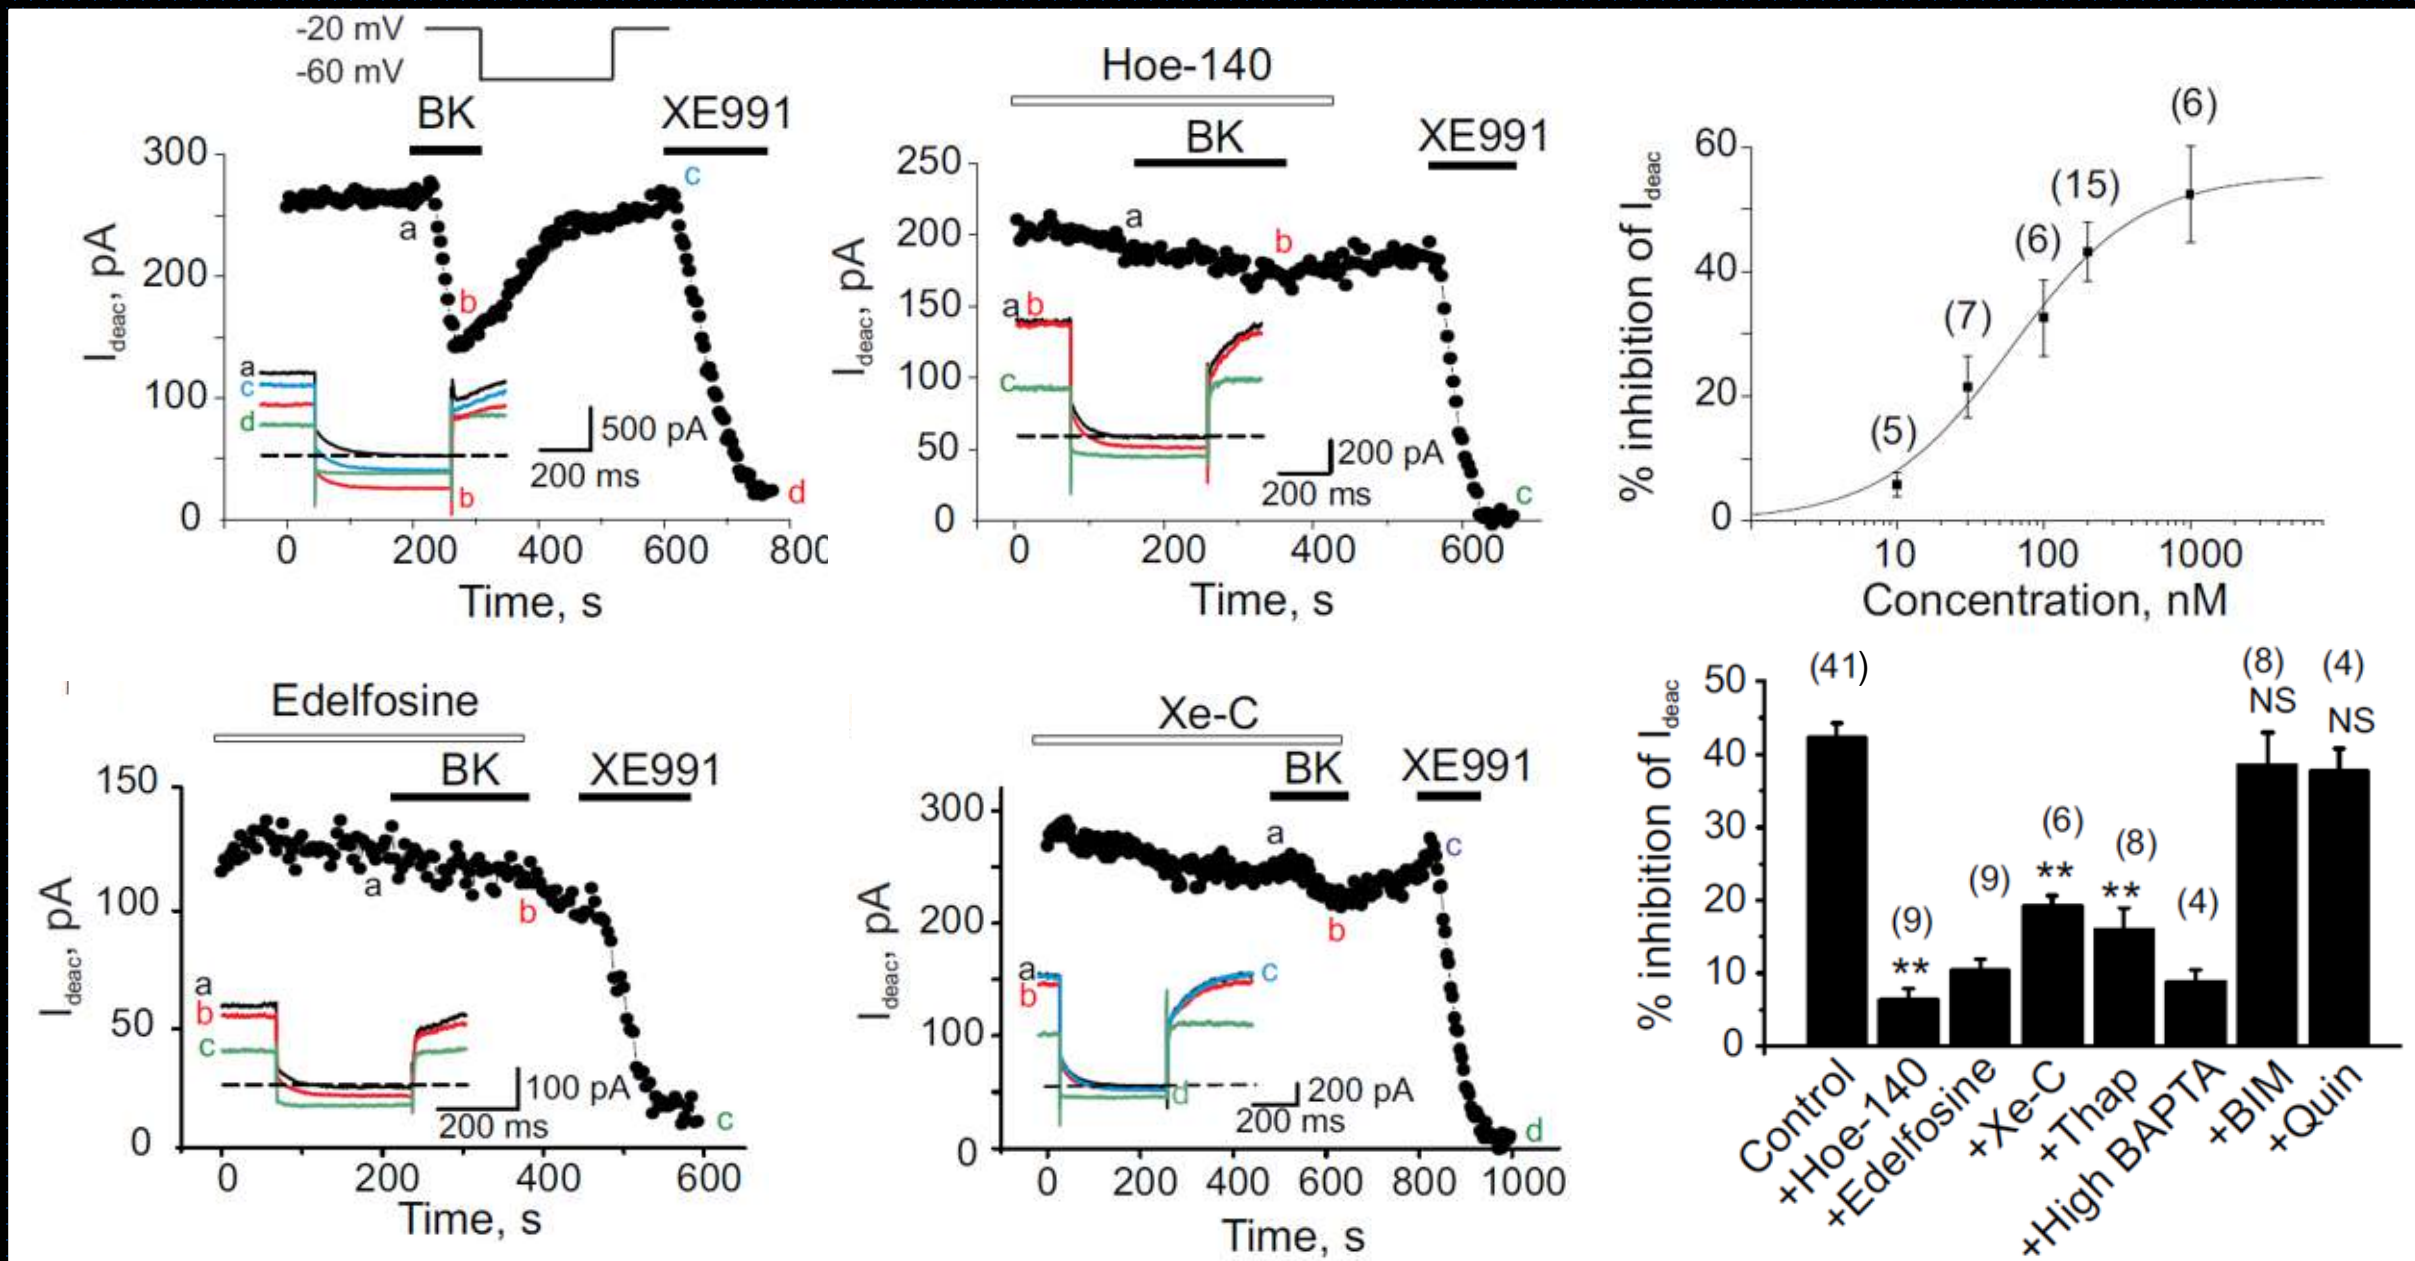 -20 mV
-60 mV
BK
XE991
300
200
100
0
I_deac, pA
a
b
c
d
a
c
d
b
500 pA
200 ms
0
200
400
600
800
Time, s
Hoe-140
BK
XE991
250
200
150
100
50
0
I_deac, pA
a
b
c
a
b
c
200 pA
200 ms
0
200
400
600
Time, s
60
40
20
0
% inhibition of I_deac
(5)
(7)
(6)
(15)
(6)
10
100
1000
Concentration, nM
Edelfosine
BK
XE991
150
100
50
0
I_deac, pA
a
b
c
a
b
c
100 pA
200 ms
0
200
400
600
Time, s
Xe-C
BK
XE991
300
200
100
0
I_deac, pA
a
b
c
d
a
b
c
d
200 pA
200 ms
0
200
400
600
800
1000
Time, s
50
40
30
20
10
0
% inhibition of I_deac
(41)
(9)
**
(9)
(6)
**
(8)
**
(4)
(8)
NS
(4)
NS
Control
+Hoe-140
+Edelfosine
+Xe-C
+Thap
+High BAPTA
+BIM
+Quin